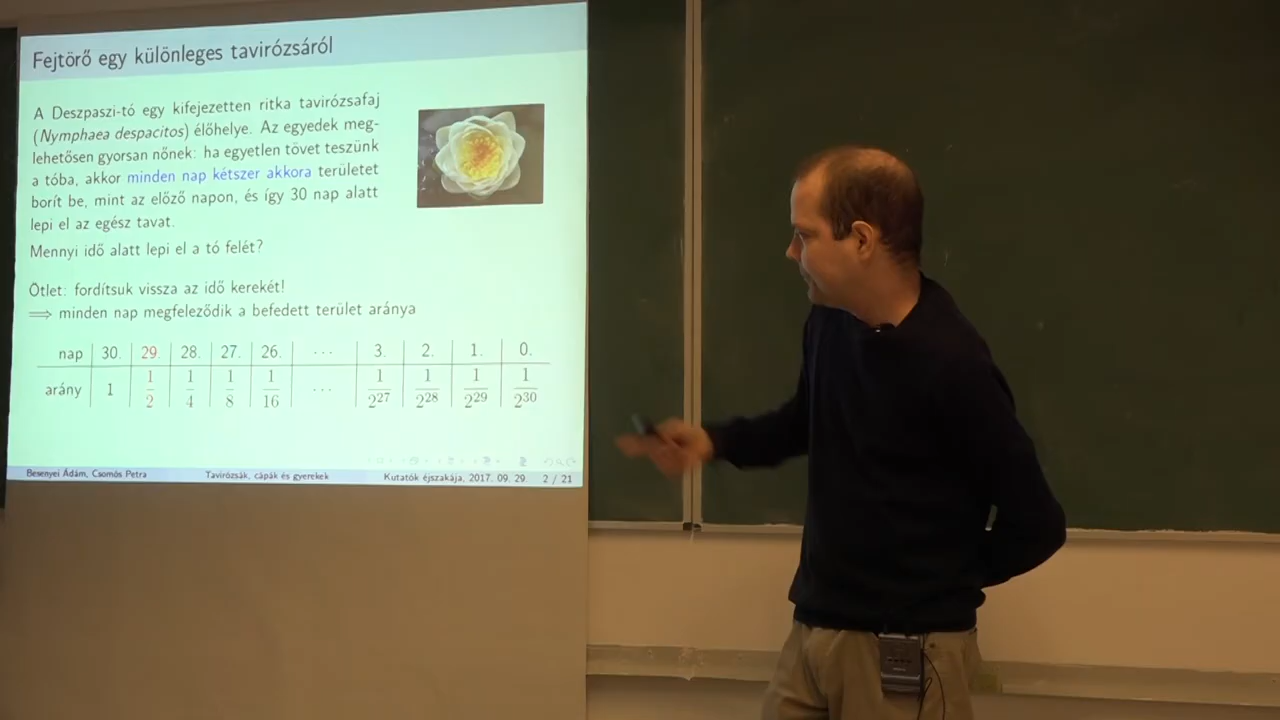 Fejtörő egy különleges tavirózsáról
A Deszpaszi-tó egy kifejezetten ritka tavirózsafaj
(Nymphaea despacitos) élőhelye. Az egyedek meg-
lehetősen gyorsan nőnek: ha egyetlen tövet teszünk
a tóba, akkor minden nap kétszer akkora területet
borít be, mint az előző napon, és így 30 nap alatt
lepi el az egész tavat.
Mennyi idő alatt lepi el a tó felét?
Ötlet: fordítsuk vissza az idő kerekét!
⟹ minden nap megfeleződik a befedett terület aránya
nap 30. 29. 28. 27. 26. ··· 3. 2. 1. 0.
arány 1 1/2 1/4 1/8 1/16 ··· 1/2^27 1/2^28 1/2^29 1/2^30
Besenyei Ádám, Csomós Petra Tavirózsák, cápák és gyerekek Kutatók éjszakája, 2017. 09. 29. 2 / 21